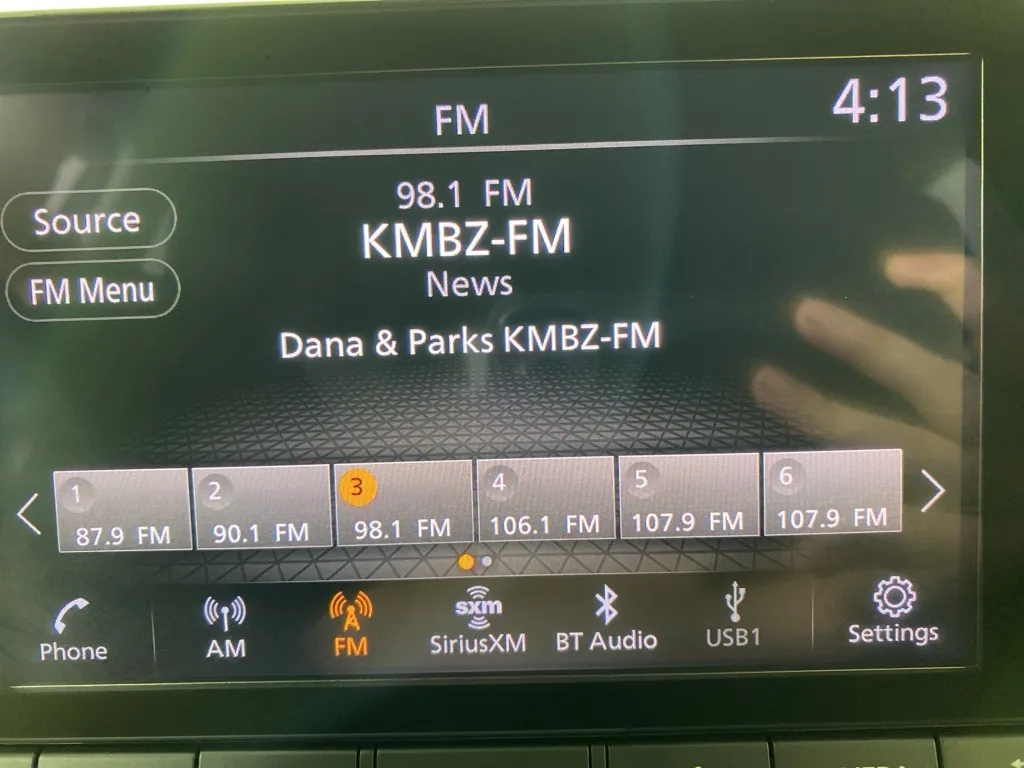 FM
4:13
98.1 FM
Source
KMBZ-FM
News
FM Menu
Dana & Parks KMBZ-FM
1
2
3
4
5
6
87.9 FM
90.1 FM
98.1 FM
106.1 FM
107.9 FM
107.9 FM
sxm
Phone
AM
FM
SiriusXM
BT Audio
USB1
Settings